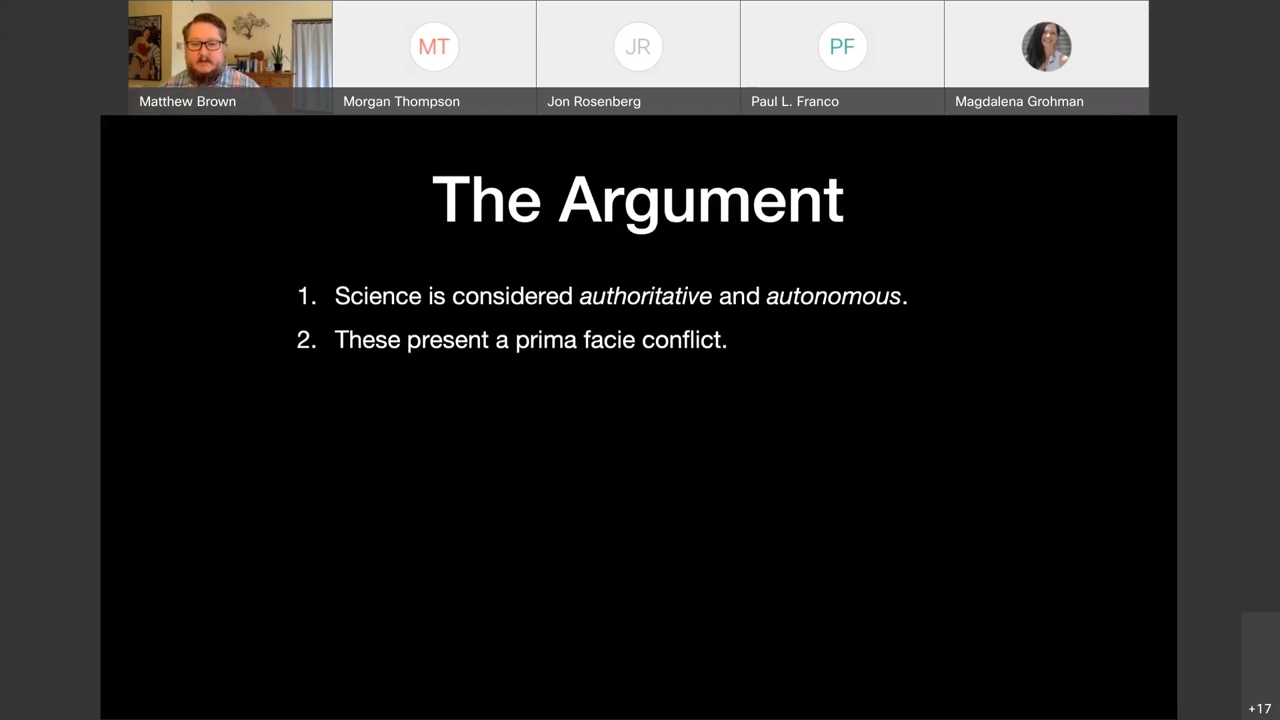 MT
JR
PF
Matthew Brown
Morgan Thompson
Jon Rosenberg
Paul L. Franco
Magdalena Grohman
The Argument
1. Science is considered authoritative and autonomous.
2. These present a prima facie conflict.
+17